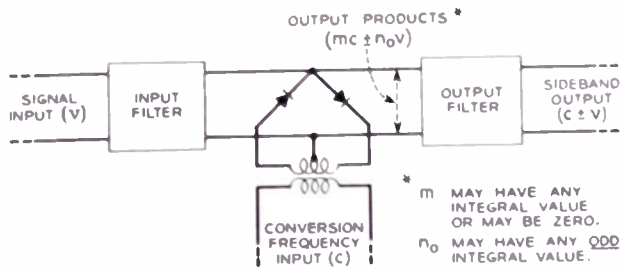 OUTPUT PRODUCTS *
(mc ± n₀v)
SIGNAL
INPUT (V)
INPUT
FILTER
OUTPUT
FILTER
SIDEBAND
OUTPUT
(C ± V)
CONVERSION
FREQUENCY
INPUT (C)
* m MAY HAVE ANY
INTEGRAL VALUE
OR MAY BE ZERO.
n₀ MAY HAVE ANY ODD
INTEGRAL VALUE.